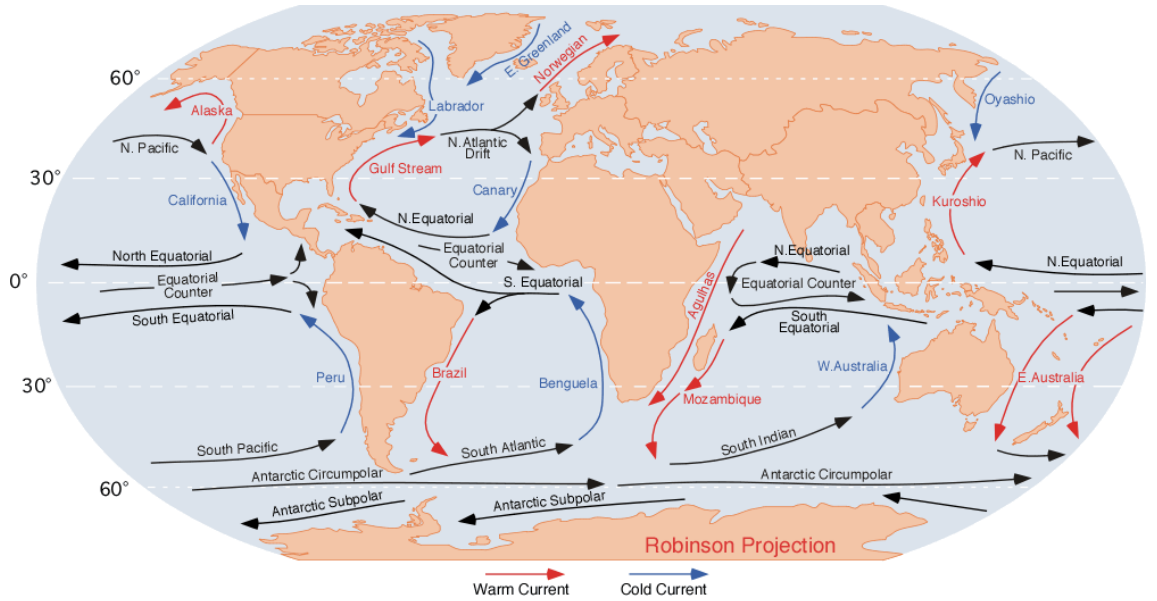 E. Greenland
Norwegian
60°
Alaska
Labrador
Oyashio
N. Pacific
N. Atlantic
Drift
N. Pacific
Gulf Stream
30°
Canary
California
Kuroshio
N.Equatorial
North Equatorial
Equatorial
Counter
N.Equatorial
N.Equatorial
0°
Equatorial
Counter
S. Equatorial
Equatorial Counter
Agulhas
South Equatorial
South
Equatorial
Peru
Brazil
Benguela
W.Australia
E.Australia
30°
Mozambique
South Pacific
South Atlantic
South Indian
Antarctic Circumpolar
Antarctic Circumpolar
60°
Antarctic Subpolar
Antarctic Subpolar
Robinson Projection
Warm Current
Cold Current